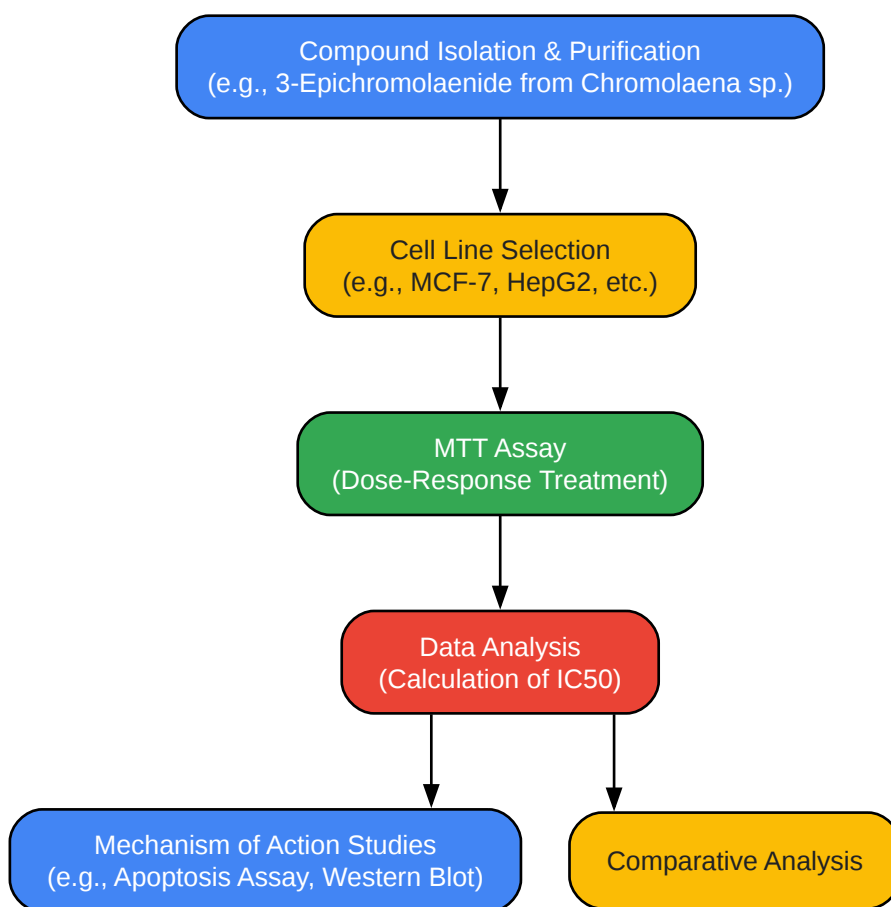 Compound Isolation & Purification
(e.g., 3-Epichromolaenide from Chromolaena sp.)
Cell Line Selection
(e.g., MCF-7, HepG2, etc.)
MTT Assay
(Dose-Response Treatment)
Data Analysis
(Calculation of IC50)
Mechanism of Action Studies
(e.g., Apoptosis Assay, Western Blot)
Comparative Analysis